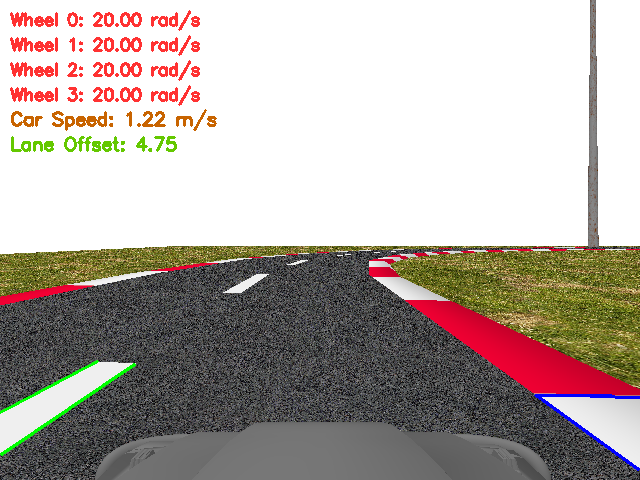 Wheel 0: 20.00 rad/s
Wheel 1: 20.00 rad/s
Wheel 2: 20.00 rad/s
Wheel 3: 20.00 rad/s
Car Speed: 1.22 m/s
Lane Offset: 4.75